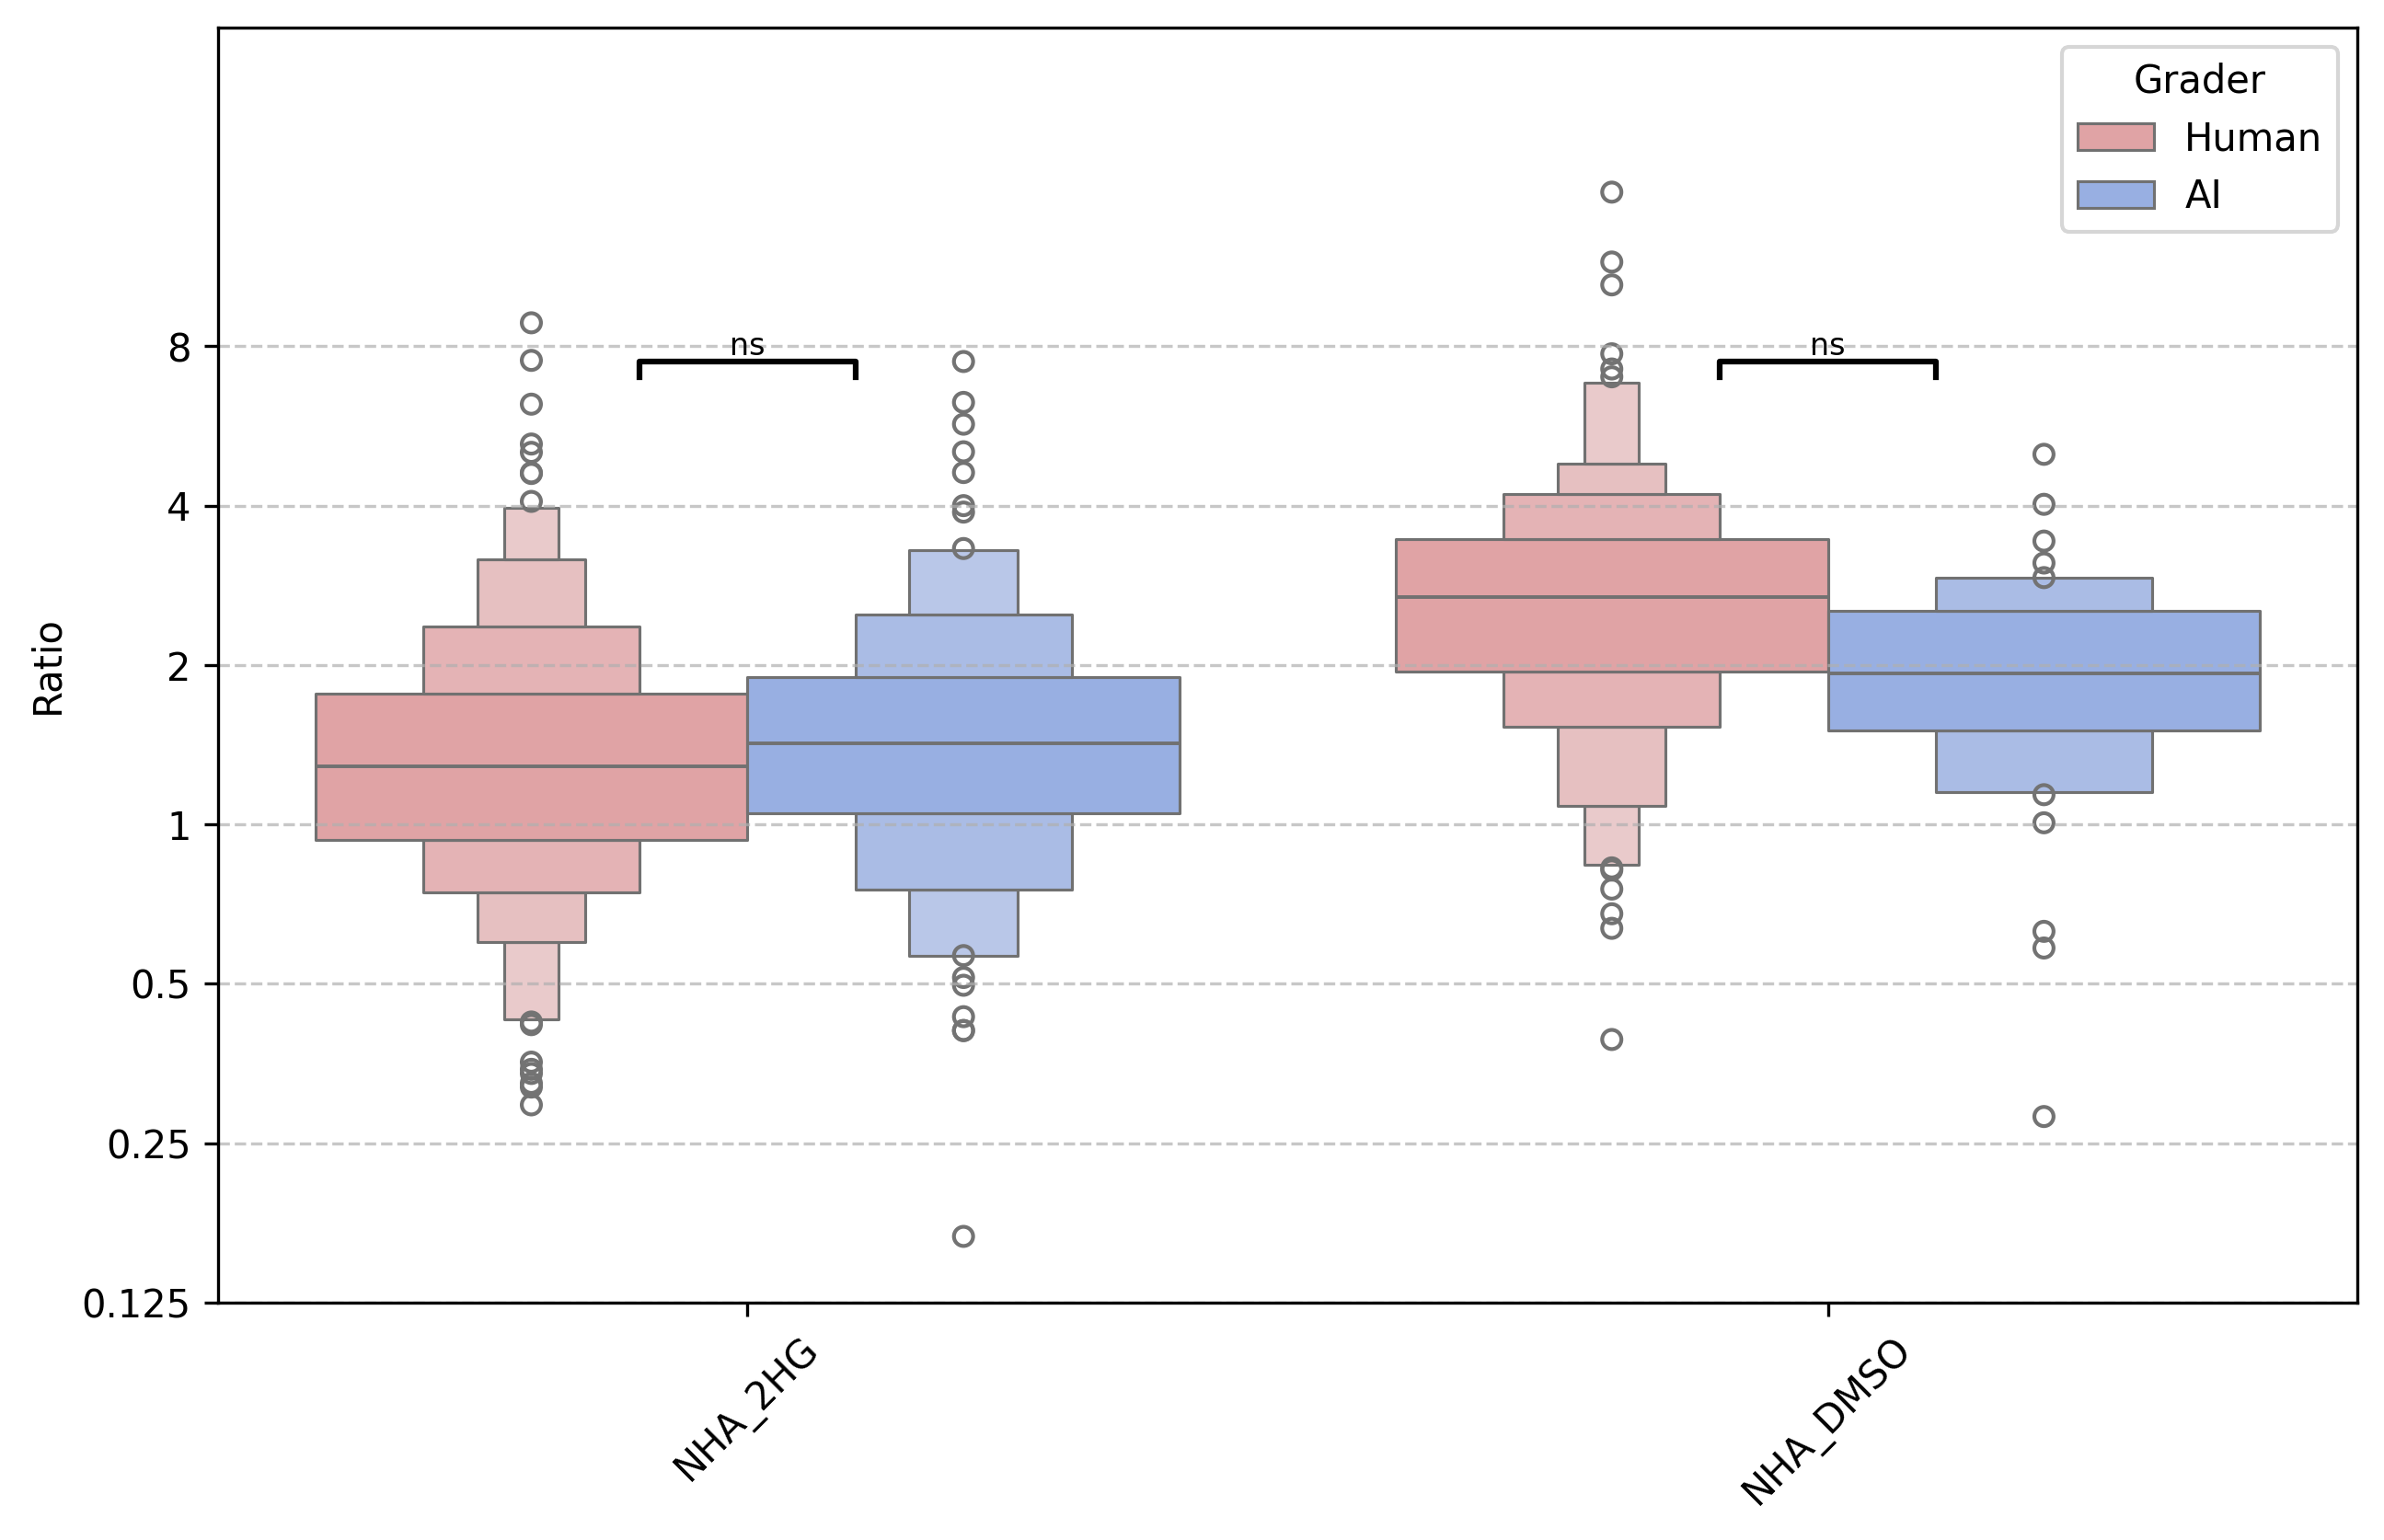 Grader
Human
AI
ns
ns
8
4
2
1
0.5
0.25
0.125
Ratio
NHA_2HG
NHA_DMSO